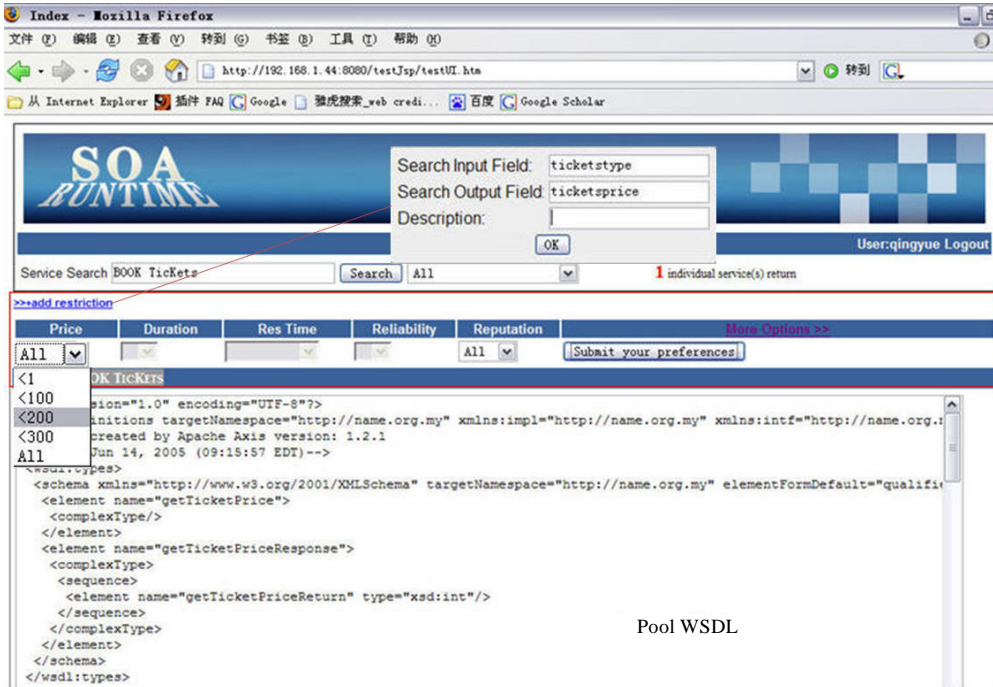 Index - Mozilla Firefox
文件 (F) 编辑 (E) 查看 (V) 转到 (G) 书签 (B) 工具 (T) 帮助 (H)
http://192.168.1.44:8080/testJsp/testUI.htm 转到
从 Internet Explorer 插件 FAQ Google 雅虎搜索_web credi... 百度 Google Scholar
SOA
RUNTIME
Search Input Field: ticketstype
Search Output Field: ticketsprice
Description:
OK
User:qingyue Logout
Service Search BOOK TicKets Search All 1 individual service(s) return
>>+add restriction
Price Duration Res Time Reliability Reputation More Options >>
All All Submit your preferences
<1
<100
<200
<300
All
OK TICKETS
sion="1.0" encoding="UTF-8"?>
initions targetNamespace="http://name.org.my" xmlns:impl="http://name.org.my" xmlns:intf="http://name.org.
created by Apache Axis version: 1.2.1
Jun 14, 2005 (09:15:57 EDT)-->
<wsdl:types>
<schema xmlns="http://www.w3.org/2001/XMLSchema" targetNamespace="http://name.org.my" elementFormDefault="qualifie
<element name="getTicketPrice">
<complexType/>
</element>
<element name="getTicketPriceResponse">
<complexType>
<sequence>
<element name="getTicketPriceReturn" type="xsd:int"/>
</sequence>
</complexType>
</element>
</schema>
</wsdl:types>
Pool WSDL